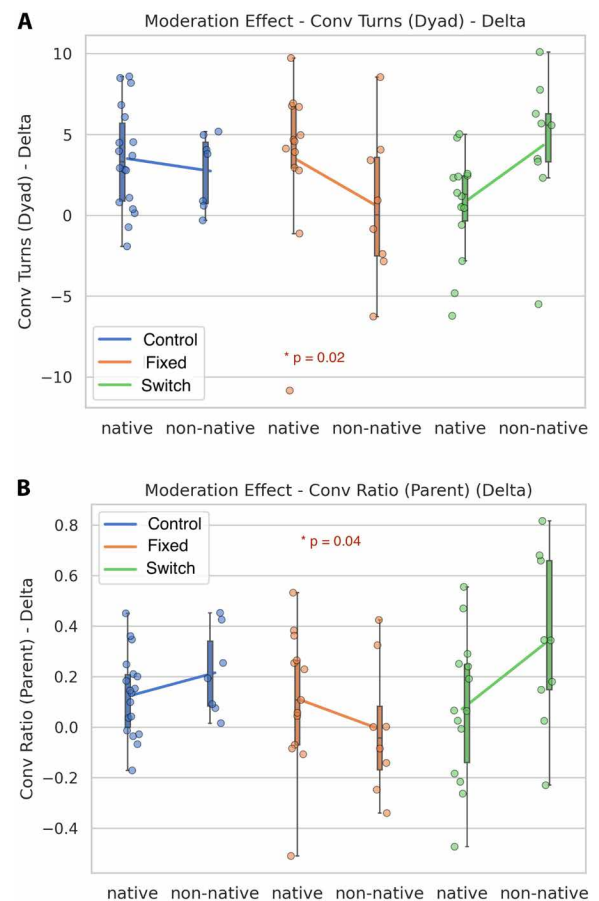 A
Moderation Effect - Conv Turns (Dyad) - Delta
Conv Turns (Dyad) - Delta
10
5
0
−5
−10
Control
Fixed
Switch
* p = 0.02
native non-native native non-native native non-native
B
Moderation Effect - Conv Ratio (Parent) (Delta)
Conv Ratio (Parent) - Delta
0.8
0.6
0.4
0.2
0.0
−0.2
−0.4
Control
Fixed
Switch
* p = 0.04
native non-native native non-native native non-native